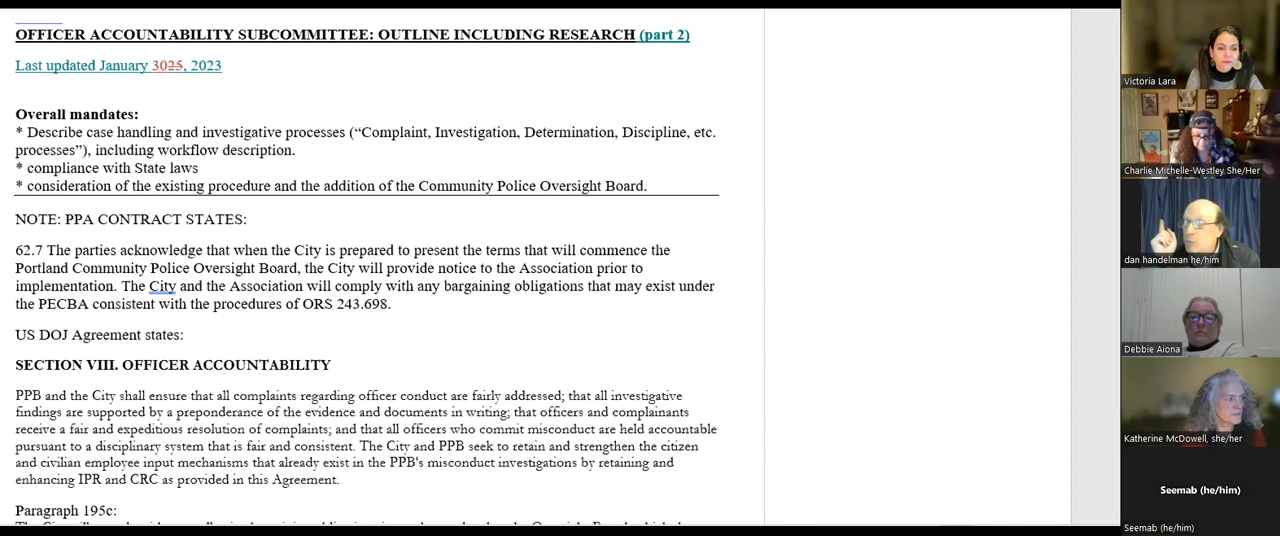 OFFICER ACCOUNTABILITY SUBCOMMITTEE: OUTLINE INCLUDING RESEARCH (part 2)
Last updated January 3025, 2023
Overall mandates:
* Describe case handling and investigative processes (“Complaint, Investigation, Determination, Discipline, etc.
processes”), including workflow description.
* compliance with State laws
* consideration of the existing procedure and the addition of the Community Police Oversight Board.
NOTE: PPA CONTRACT STATES:
62.7 The parties acknowledge that when the City is prepared to present the terms that will commence the
Portland Community Police Oversight Board, the City will provide notice to the Association prior to
implementation. The City and the Association will comply with any bargaining obligations that may exist under
the PECBA consistent with the procedures of ORS 243.698.
US DOJ Agreement states:
SECTION VIII. OFFICER ACCOUNTABILITY
PPB and the City shall ensure that all complaints regarding officer conduct are fairly addressed; that all investigative
findings are supported by a preponderance of the evidence and documents in writing; that officers and complainants
receive a fair and expeditious resolution of complaints; and that all officers who commit misconduct are held accountable
pursuant to a disciplinary system that is fair and consistent. The City and PPB seek to retain and strengthen the citizen
and civilian employee input mechanisms that already exist in the PPB's misconduct investigations by retaining and
enhancing IPR and CRC as provided in this Agreement.
Paragraph 195c:
Victoria Lara
Charlie Michelle-Westley She/Her
dan handelman he/him
Debbie Aiona
Katherine McDowell, she/her
Seemab (he/him)
Seemab (he/him)